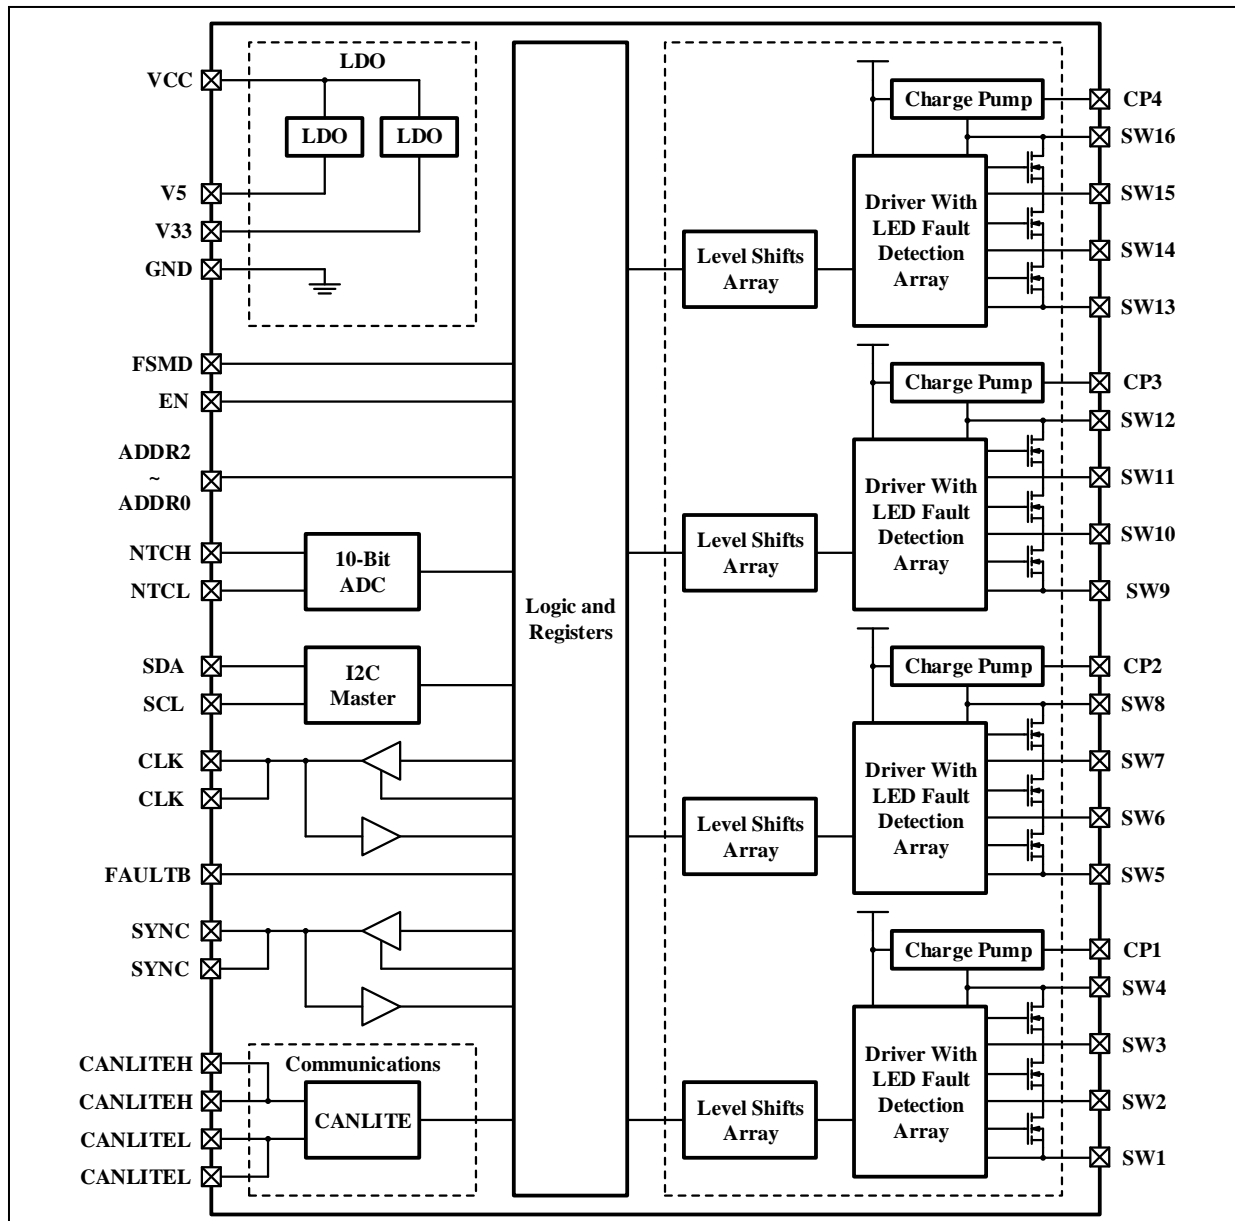 LDO
VCC
LDO
LDO
V5
V33
GND
FSMD
EN
ADDR2
~
ADDR0
NTCH
NTCL
10-Bit
ADC
SDA
SCL
I2C
Master
CLK
CLK
FAULTB
SYNC
SYNC
CANLITEH
CANLITEH
CANLITEL
CANLITEL
Communications
CANLITE
Logic and
Registers
Level Shifts
Array
Charge Pump
Driver With
LED Fault
Detection
Array
CP4
SW16
SW15
SW14
SW13
Level Shifts
Array
Charge Pump
Driver With
LED Fault
Detection
Array
CP3
SW12
SW11
SW10
SW9
Level Shifts
Array
Charge Pump
Driver With
LED Fault
Detection
Array
CP2
SW8
SW7
SW6
SW5
Level Shifts
Array
Charge Pump
Driver With
LED Fault
Detection
Array
CP1
SW4
SW3
SW2
SW1